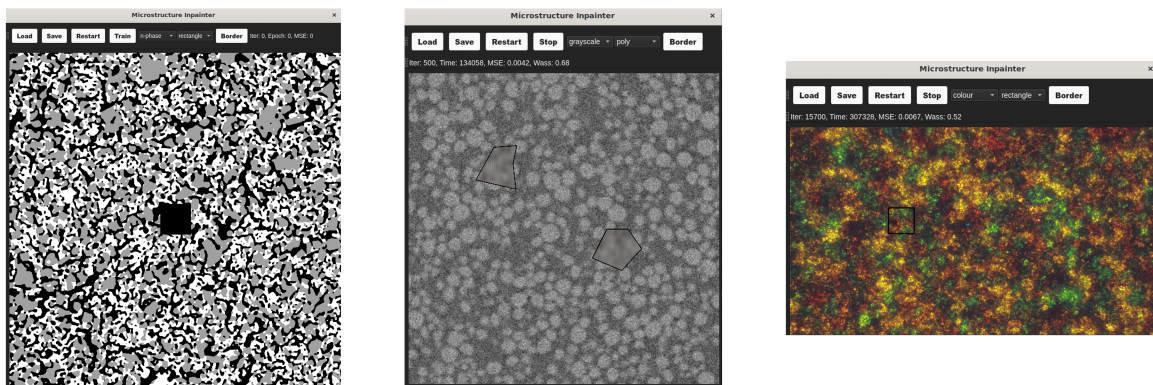 Microstructure Inpainter ×
Load Save Restart Train n-phase rectangle Border Iter: 0, Epoch: 0, MSE: 0
Microstructure Inpainter ×
Load Save Restart Stop grayscale poly Border
Iter: 500, Time: 134058, MSE: 0.0042, Wass: 0.68
Microstructure Inpainter ×
Load Save Restart Stop colour rectangle Border
Iter: 15700, Time: 307328, MSE: 0.0067, Wass: 0.52